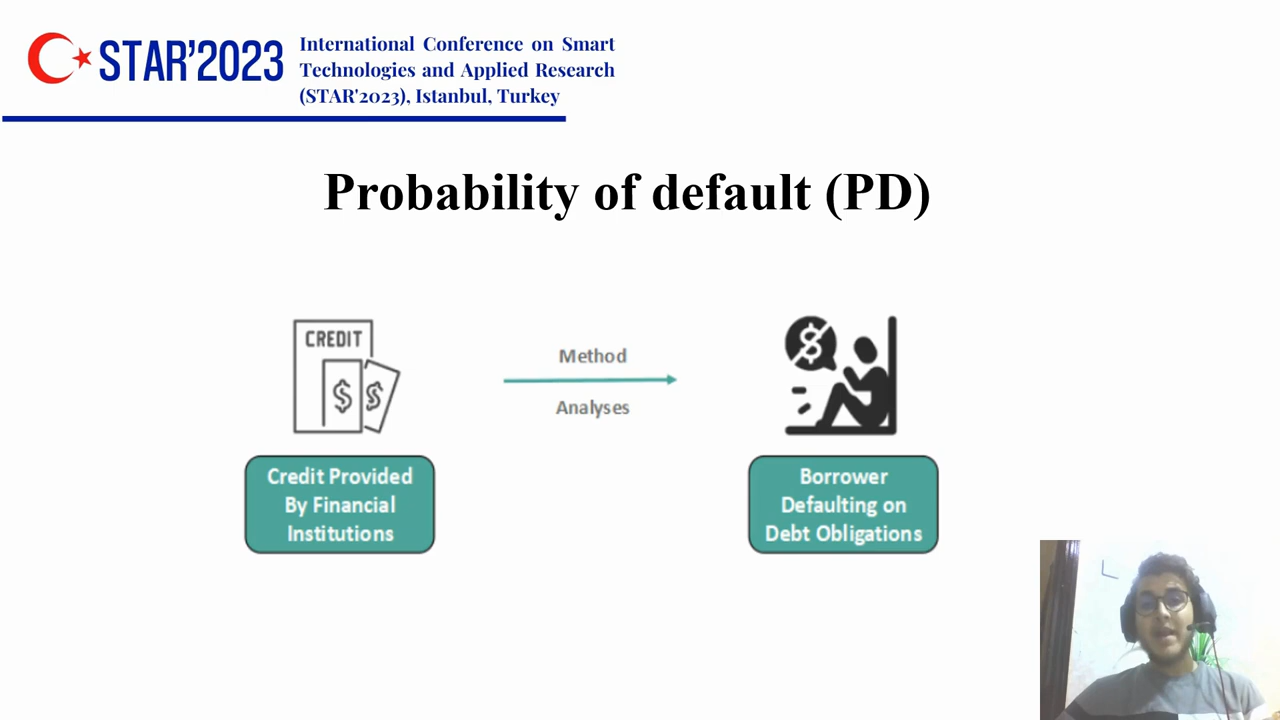 STAR'2023
International Conference on Smart
Technologies and Applied Research
(STAR'2023), Istanbul, Turkey
Probability of default (PD)
CREDIT
$ $
Method
Analyses
$
Credit Provided
By Financial
Institutions
Borrower
Defaulting on
Debt Obligations